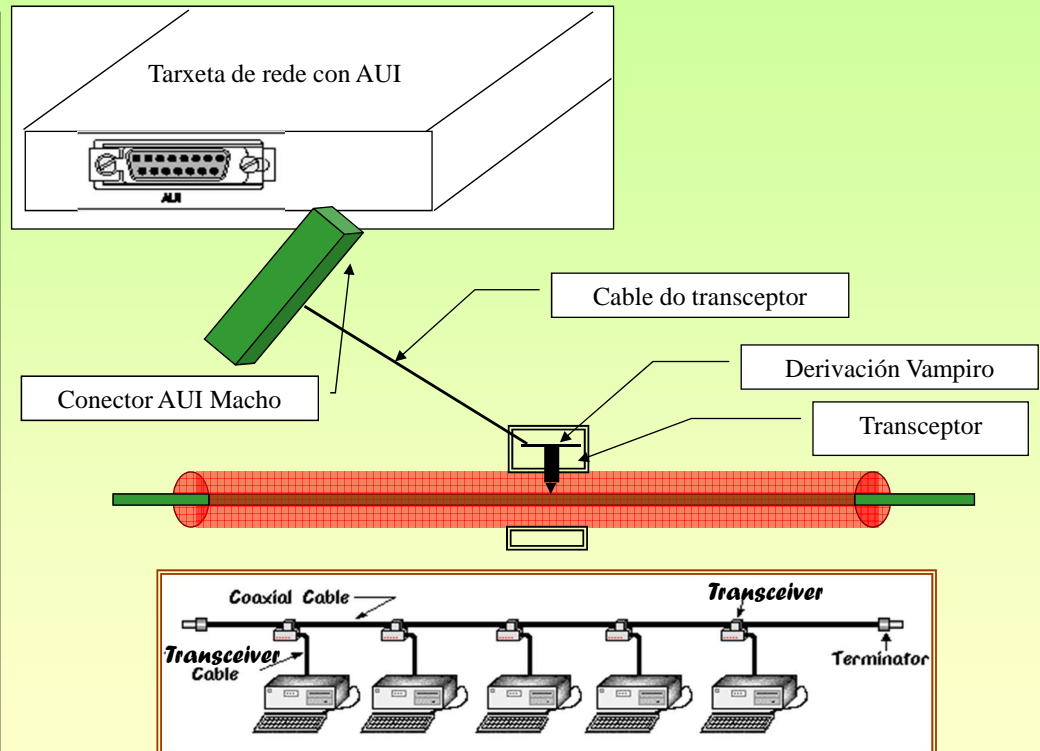 Tarxeta de rede con AUI
AUI
Cable do transceptor
Derivación Vampiro
Conector AUI Macho
Transceptor
Coaxial Cable
Transceiver
Transceiver
Cable
Terminator